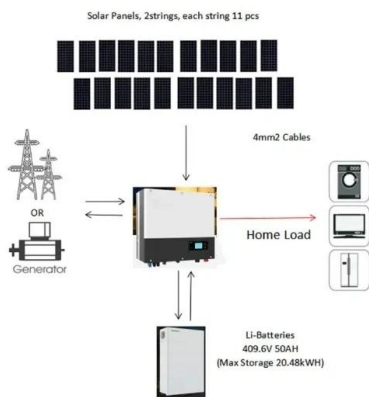 Solar Panels, 2strings, each string 11 pcs
4mm2 Cables
OR
Generator
Home Load
Li-Batteries
409.6V 50AH
(Max Storage 20.48kWH)